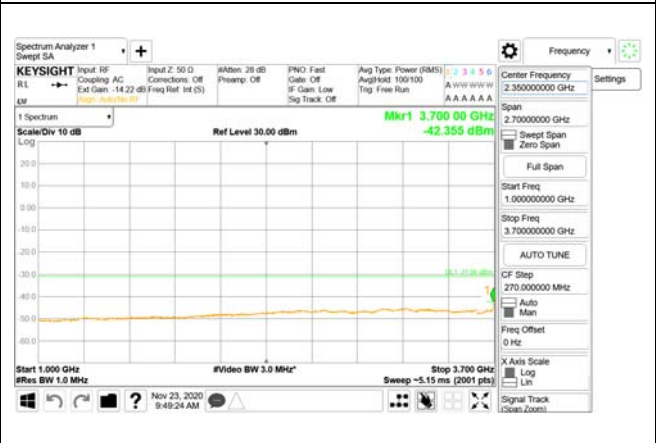 Spectrum Analyzer 1
Swept SA
Frequency
KEYSIGHT
RL
Input: RF
Coupling: AC
Ext Gain: -14.22 dB
Align: Auto/No RF
Input Z: 50 Ω
Corrections: Off
Freq Ref: Int (S)
#Atten: 28 dB
Preamp: Off
PNO: Fast
Gate: Off
IF Gain: Low
Sig Track: Off
Avg Type: Power (RMS)
Avg|Hold: 100/100
Trig: Free Run
1 2 3 4 5 6
A W W W W W
A A A A A A
1 Spectrum
Scale/Div 10 dB
Ref Level 30.00 dBm
Mkr1 3.700 00 GHz
-42.355 dBm
Log
20.0
10.0
0.00
-10.0
-20.0
-30.0
-40.0
-50.0
-60.0
1
Start 1.000 GHz
#Res BW 1.0 MHz
#Video BW 3.0 MHz*
Stop 3.700 GHz
Sweep ~5.15 ms (2001 pts)
Nov 23, 2020
9:49:24 AM
Center Frequency
2.350000000 GHz
Settings
Span
2.70000000 GHz
Swept Span
Zero Span
Full Span
Start Freq
1.000000000 GHz
Stop Freq
3.700000000 GHz
AUTO TUNE
CF Step
270.000000 MHz
Auto
Man
Freq Offset
0 Hz
X Axis Scale
Log
Lin
Signal Track
(Span Zoom)